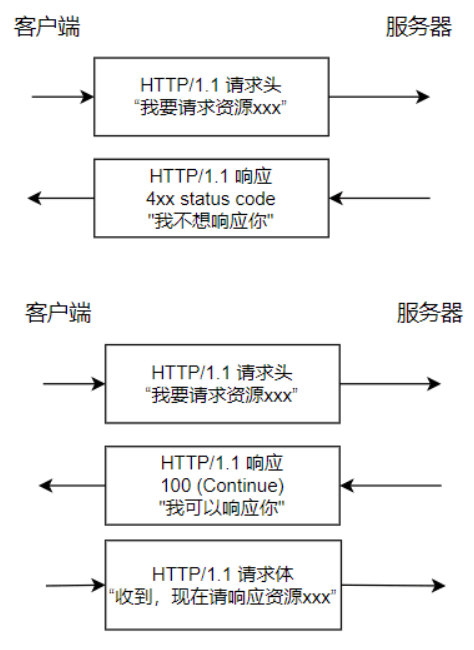 客户端 服务器
HTTP/1.1 请求头
“我要请求资源xxx”
HTTP/1.1 响应
4xx status code
"我不想响应你"
客户端 服务器
HTTP/1.1 请求头
“我要请求资源xxx”
HTTP/1.1 响应
100 (Continue)
"我可以响应你"
HTTP/1.1 请求体
“收到，现在请响应资源xxx”